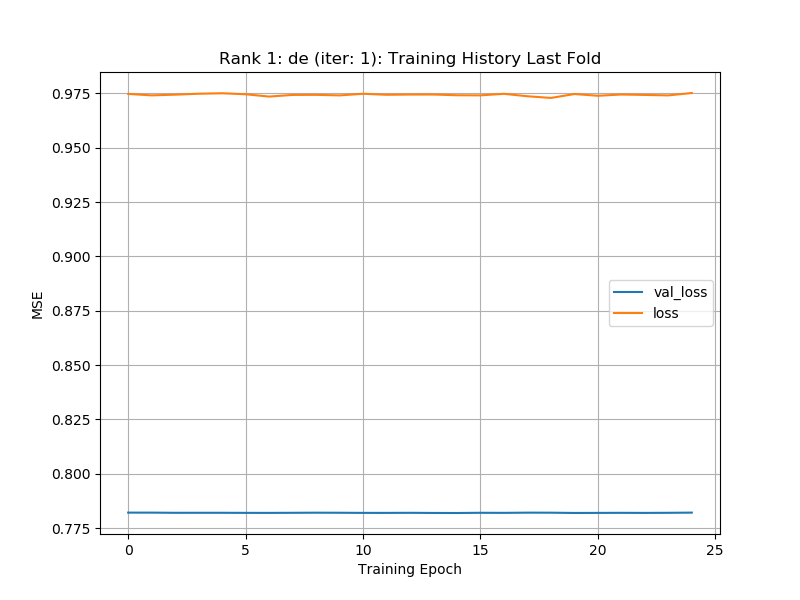 Rank 1: de (iter: 1): Training History Last Fold
MSE
0.975
0.950
0.925
0.900
0.875
0.850
0.825
0.800
0.775
val_loss
loss
0 5 10 15 20 25
Training Epoch